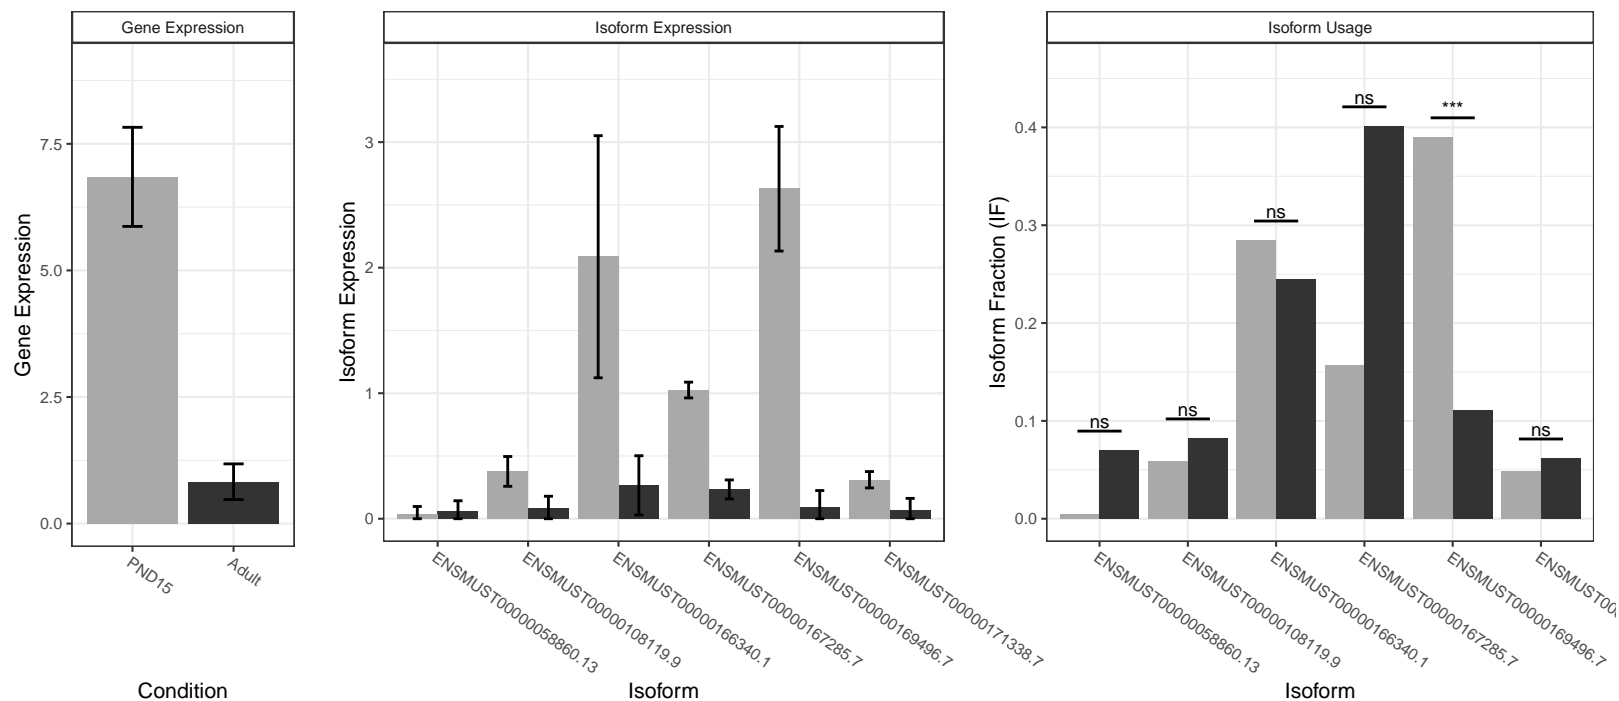 Gene Expression
Gene Expression
7.5
5.0
2.5
0.0
PND15
Adult
Condition
Isoform Expression
Isoform Expression
3
2
1
0
ENSMUST00000058860.13
ENSMUST00000108119.9
ENSMUST00000166340.1
ENSMUST00000167285.7
ENSMUST00000169496.7
ENSMUST00000171338.7
Isoform
Isoform Usage
Isoform Fraction (IF)
0.4
0.3
0.2
0.1
0.0
ns
ns
ns
ns
***
ns
ENSMUST00000058860.13
ENSMUST00000108119.9
ENSMUST00000166340.1
ENSMUST00000167285.7
ENSMUST00000169496.7
Isoform